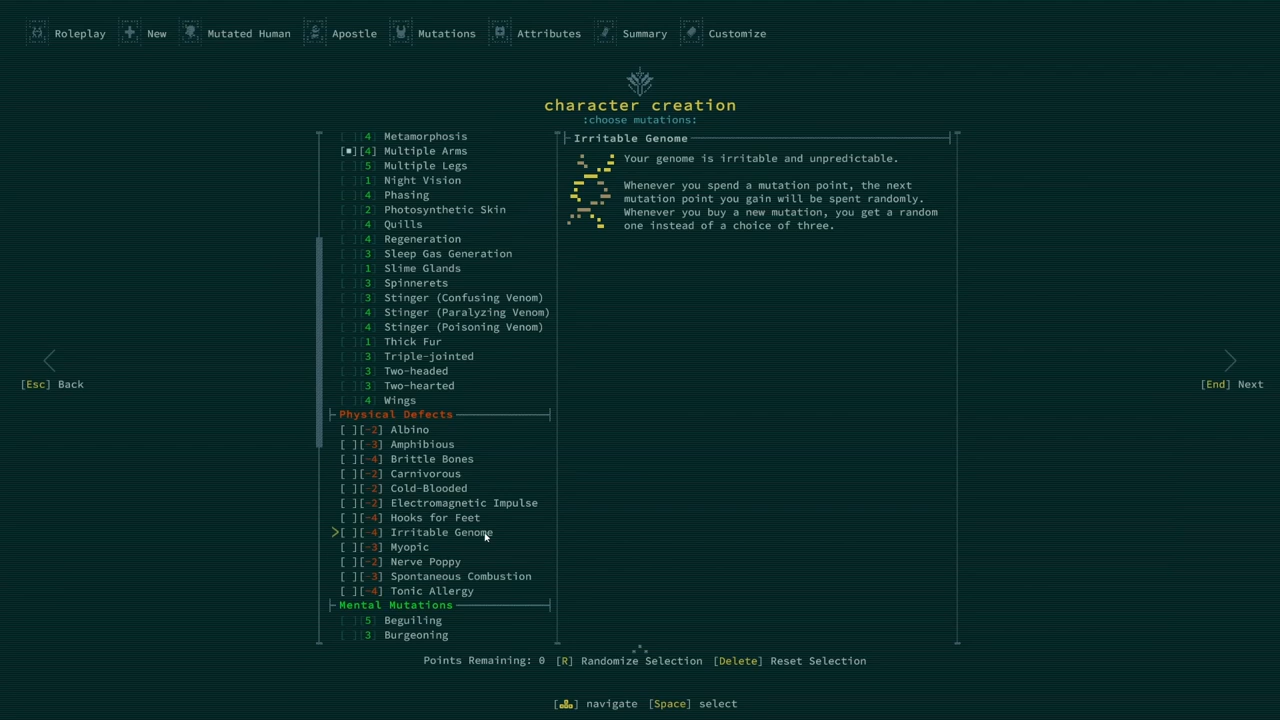 Roleplay New Mutated Human Apostle Mutations Attributes Summary Customize
character creation
:choose mutations:
[ ][4] Metamorphosis
[■][4] Multiple Arms
[ ][5] Multiple Legs
[ ][1] Night Vision
[ ][4] Phasing
[ ][2] Photosynthetic Skin
[ ][4] Quills
[ ][4] Regeneration
[ ][3] Sleep Gas Generation
[ ][1] Slime Glands
[ ][3] Spinnerets
[ ][3] Stinger (Confusing Venom)
[ ][4] Stinger (Paralyzing Venom)
[ ][4] Stinger (Poisoning Venom)
[ ][1] Thick Fur
[ ][3] Triple-jointed
[ ][3] Two-headed
[ ][3] Two-hearted
[ ][4] Wings
Physical Defects
[ ][-2] Albino
[ ][-3] Amphibious
[ ][-4] Brittle Bones
[ ][-2] Carnivorous
[ ][-2] Cold-Blooded
[ ][-2] Electromagnetic Impulse
[ ][-4] Hooks for Feet
>[ ][-4] Irritable Genome
[ ][-3] Myopic
[ ][-2] Nerve Poppy
[ ][-3] Spontaneous Combustion
[ ][-4] Tonic Allergy
Mental Mutations
[ ][5] Beguiling
[ ][3] Burgeoning
Irritable Genome
Your genome is irritable and unpredictable.
Whenever you spend a mutation point, the next
mutation point you gain will be spent randomly.
Whenever you buy a new mutation, you get a random
one instead of a choice of three.
[Esc] Back
[End] Next
Points Remaining: 0 [R] Randomize Selection [Delete] Reset Selection
navigate [Space] select